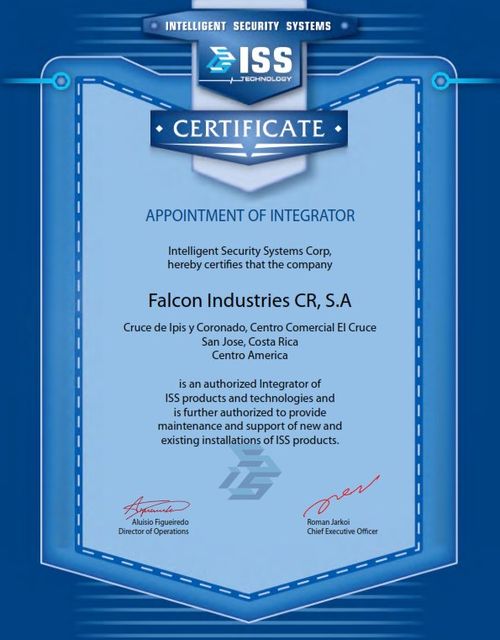 INTELLIGENT SECURITY SYSTEMS
ISS
TECHNOLOGY
CERTIFICATE
APPOINTMENT OF INTEGRATOR
Intelligent Security Systems Corp,
hereby certifies that the company
Falcon Industries CR, S.A
Cruce de Ipis y Coronado, Centro Comercial El Cruce
San Jose, Costa Rica
Centro America
is an authorized Integrator of
ISS products and technologies and
is further authorized to provide
maintenance and support of new and
existing installations of ISS products.
Aluisio Figueiredo
Director of Operations
Roman Jarkoi
Chief Executive Officer